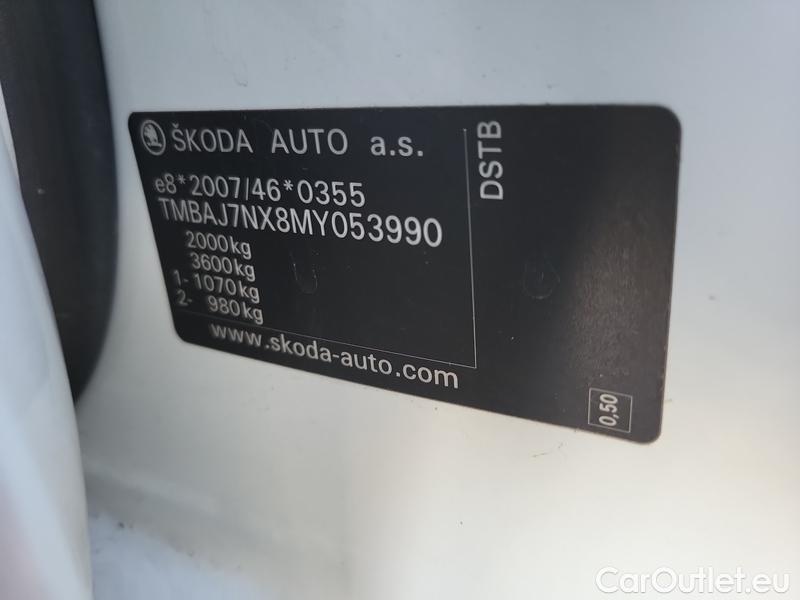 ŠKODA AUTO a.s.
e8*2007/46*0355
TMBAJ7NX8MY053990
2000kg
3600kg
1- 1070kg
2- 980kg
www.skoda-auto.com
DSTB
0,50
CarOutlet.eu